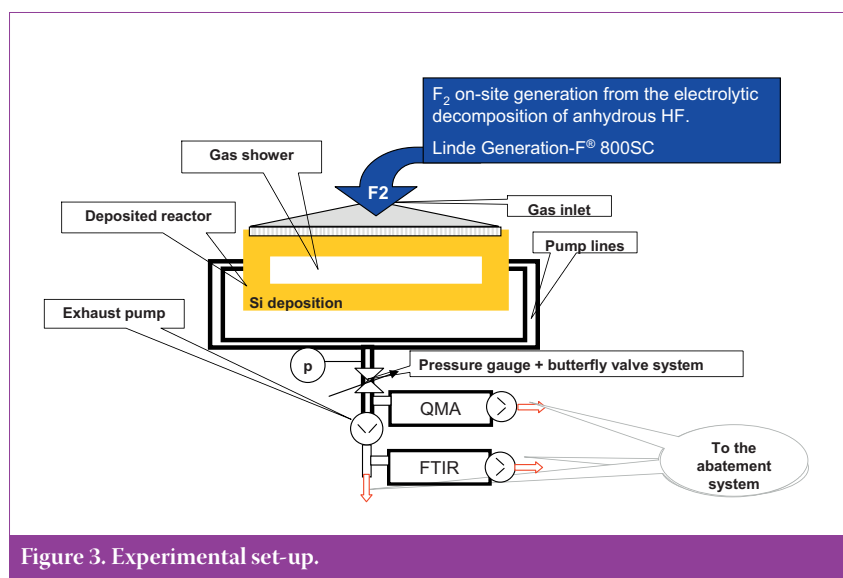 F₂ on-site generation from the electrolytic
decomposition of anhydrous HF.
Linde Generation-F® 800SC
Gas shower
F2
Gas inlet
Deposited reactor
Pump lines
Si deposition
Exhaust pump
p
Pressure gauge + butterfly valve system
QMA
To the
abatement
system
FTIR
Figure 3. Experimental set-up.